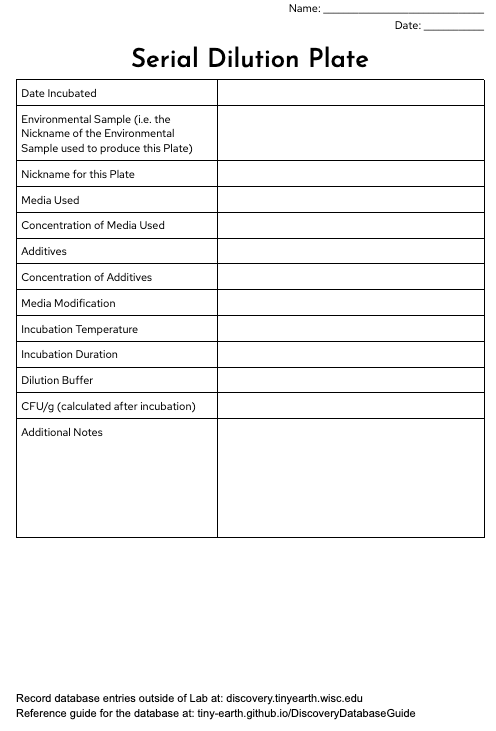 Name: ___________________________
Date: __________
Serial Dilution Plate
Date Incubated
Environmental Sample (i.e. the
Nickname of the Environmental
Sample used to produce this Plate)
Nickname for this Plate
Media Used
Concentration of Media Used
Additives
Concentration of Additives
Media Modification
Incubation Temperature
Incubation Duration
Dilution Buffer
CFU/g (calculated after incubation)
Additional Notes
Record database entries outside of Lab at: discovery.tinyearth.wisc.edu
Reference guide for the database at: tiny-earth.github.io/DiscoveryDatabaseGuide